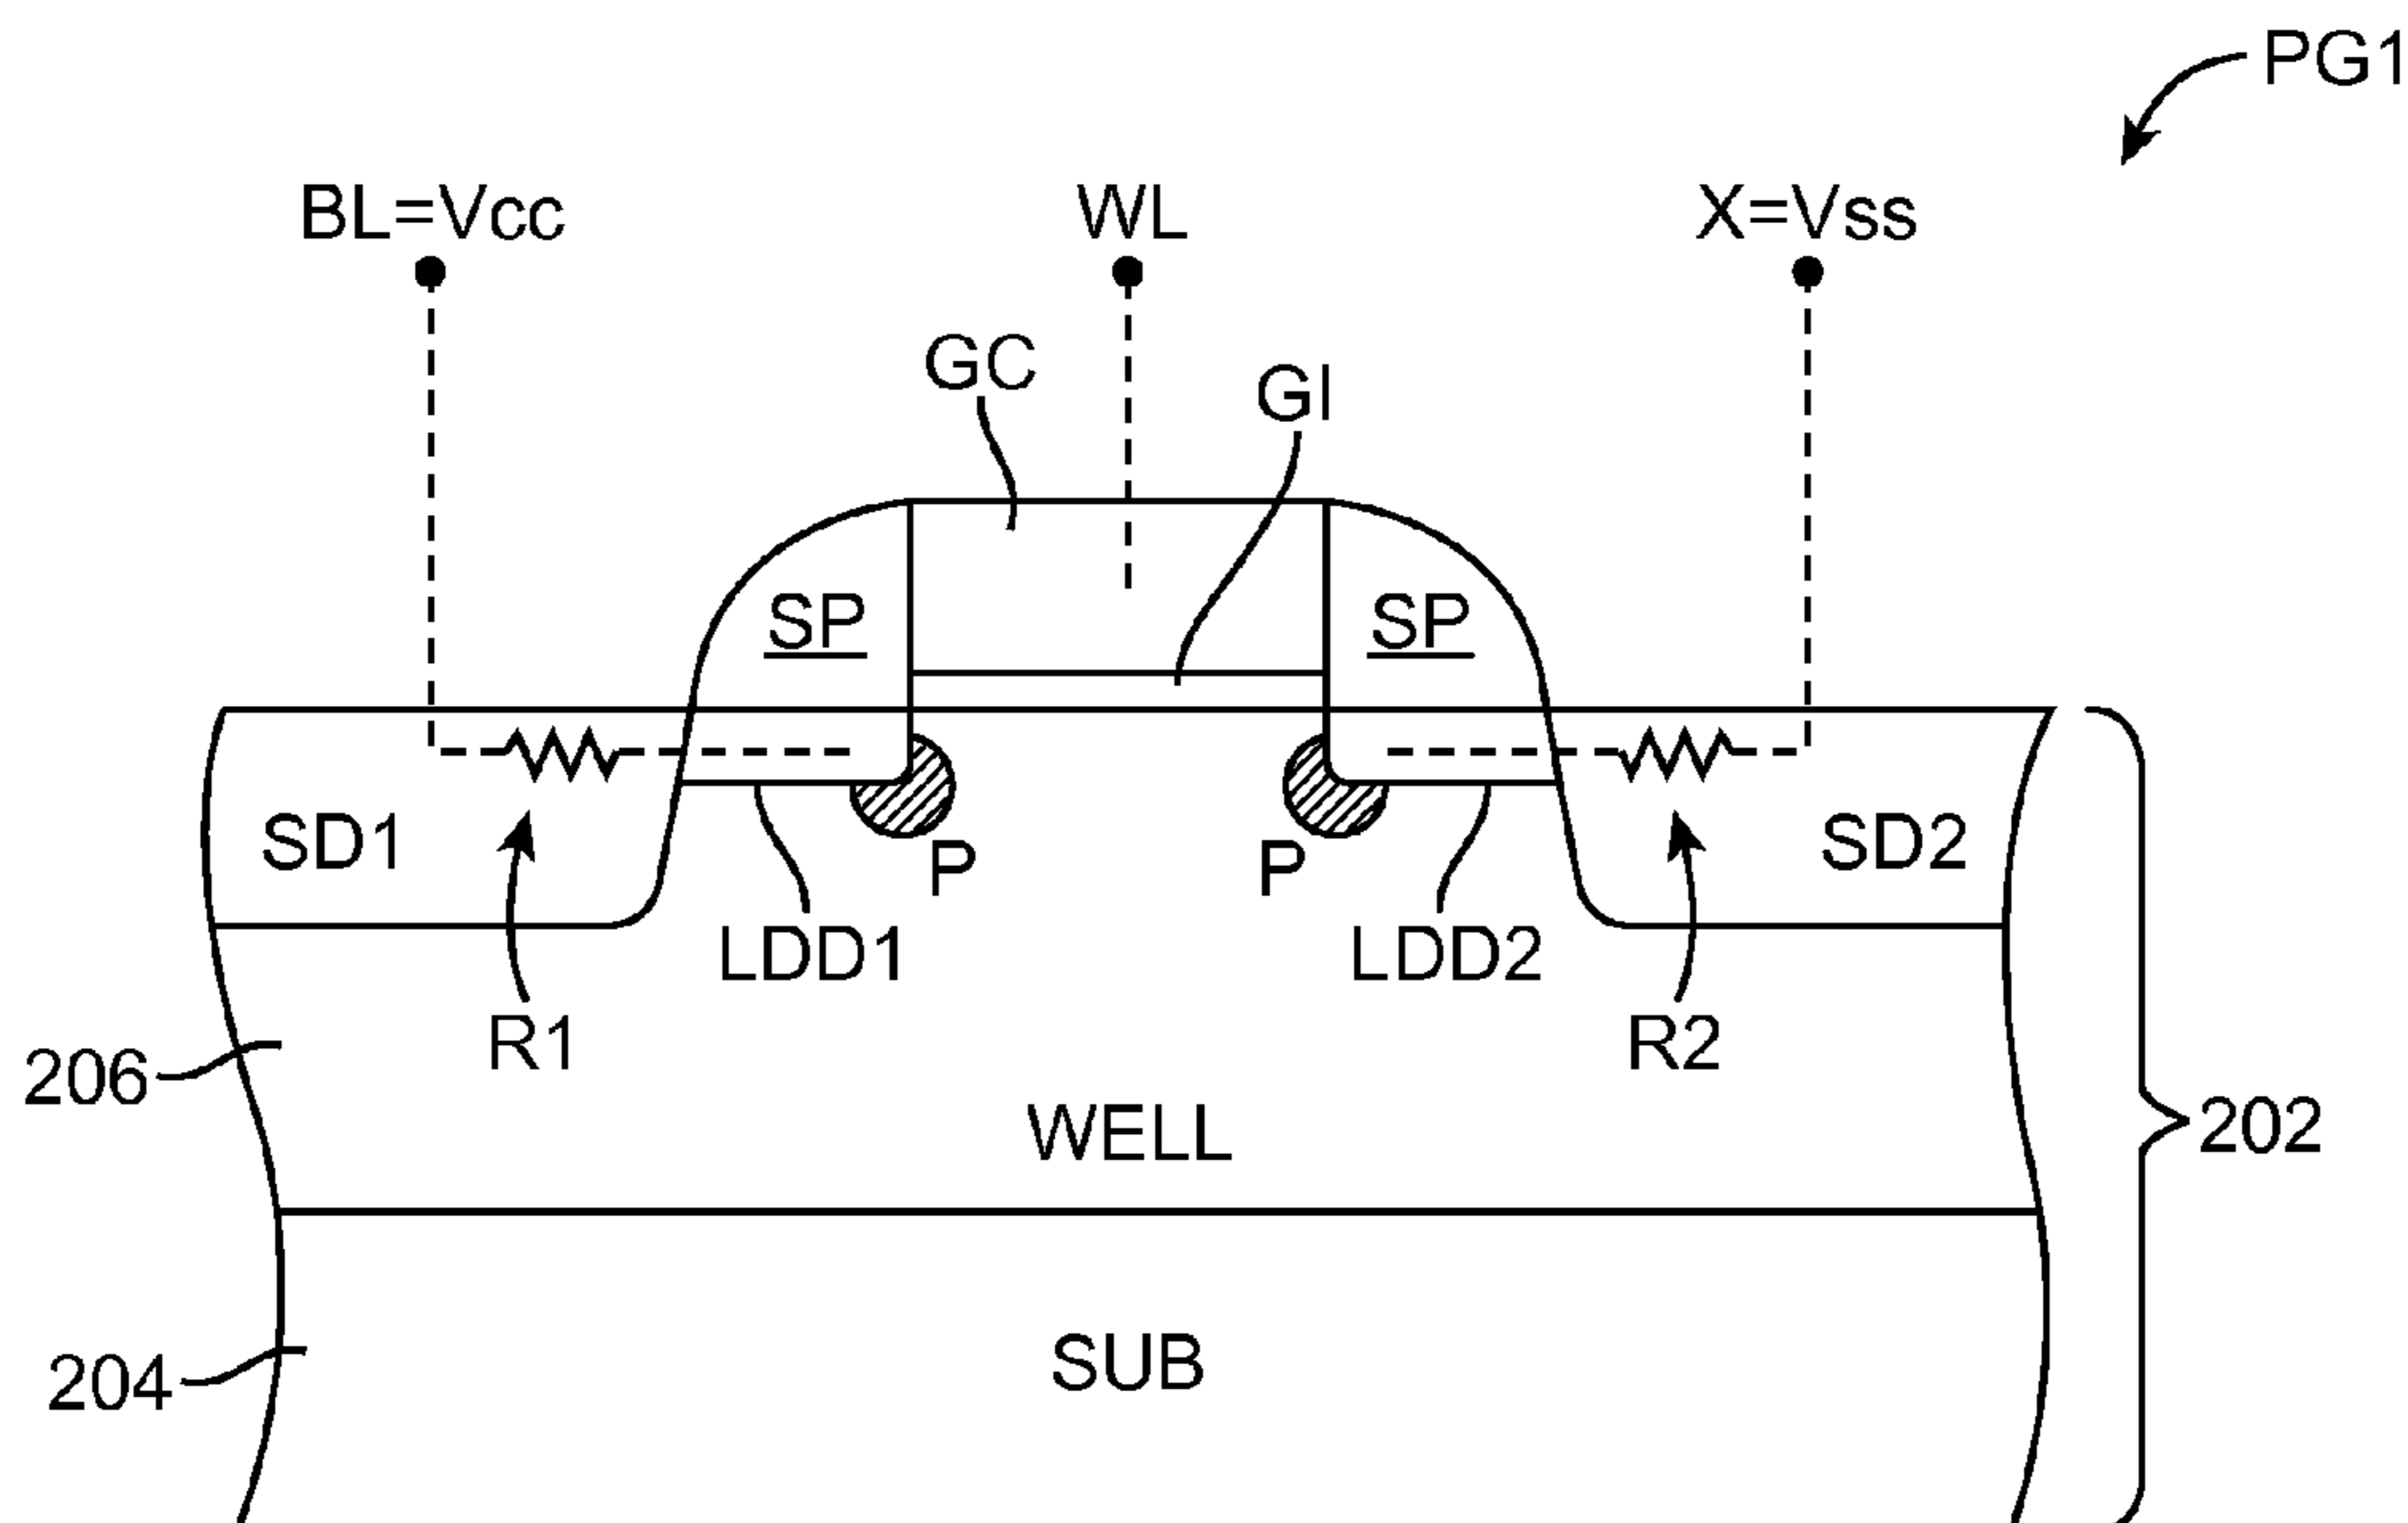 PG1
BL=Vcc
WL
X=Vss
GC
GI
SP
SP
SD1
SD2
P
P
LDD1
LDD2
R1
R2
206
WELL
202
SUB
204